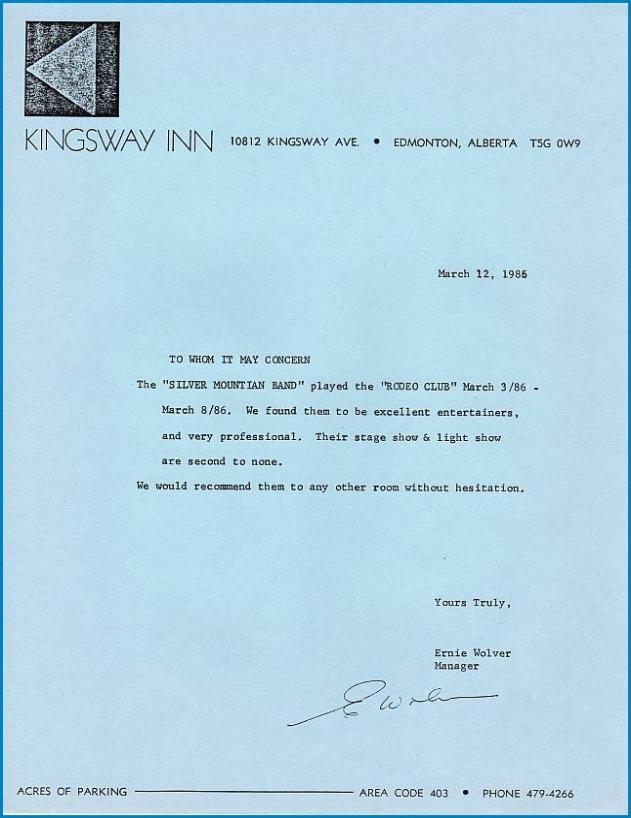 KINGSWAY INN 10812 KINGSWAY AVE. • EDMONTON, ALBERTA T5G 0W9
March 12, 1986
TO WHOM IT MAY CONCERN
The "SILVER MOUNTIAN BAND" played the "RODEO CLUB" March 3/86 -
March 8/86. We found them to be excellent entertainers,
and very professional. Their stage show & light show
are second to none.
We would recommend them to any other room without hesitation.
Yours Truly,
Ernie Wolver
Manager
E Wolver
ACRES OF PARKING AREA CODE 403 • PHONE 479-4266